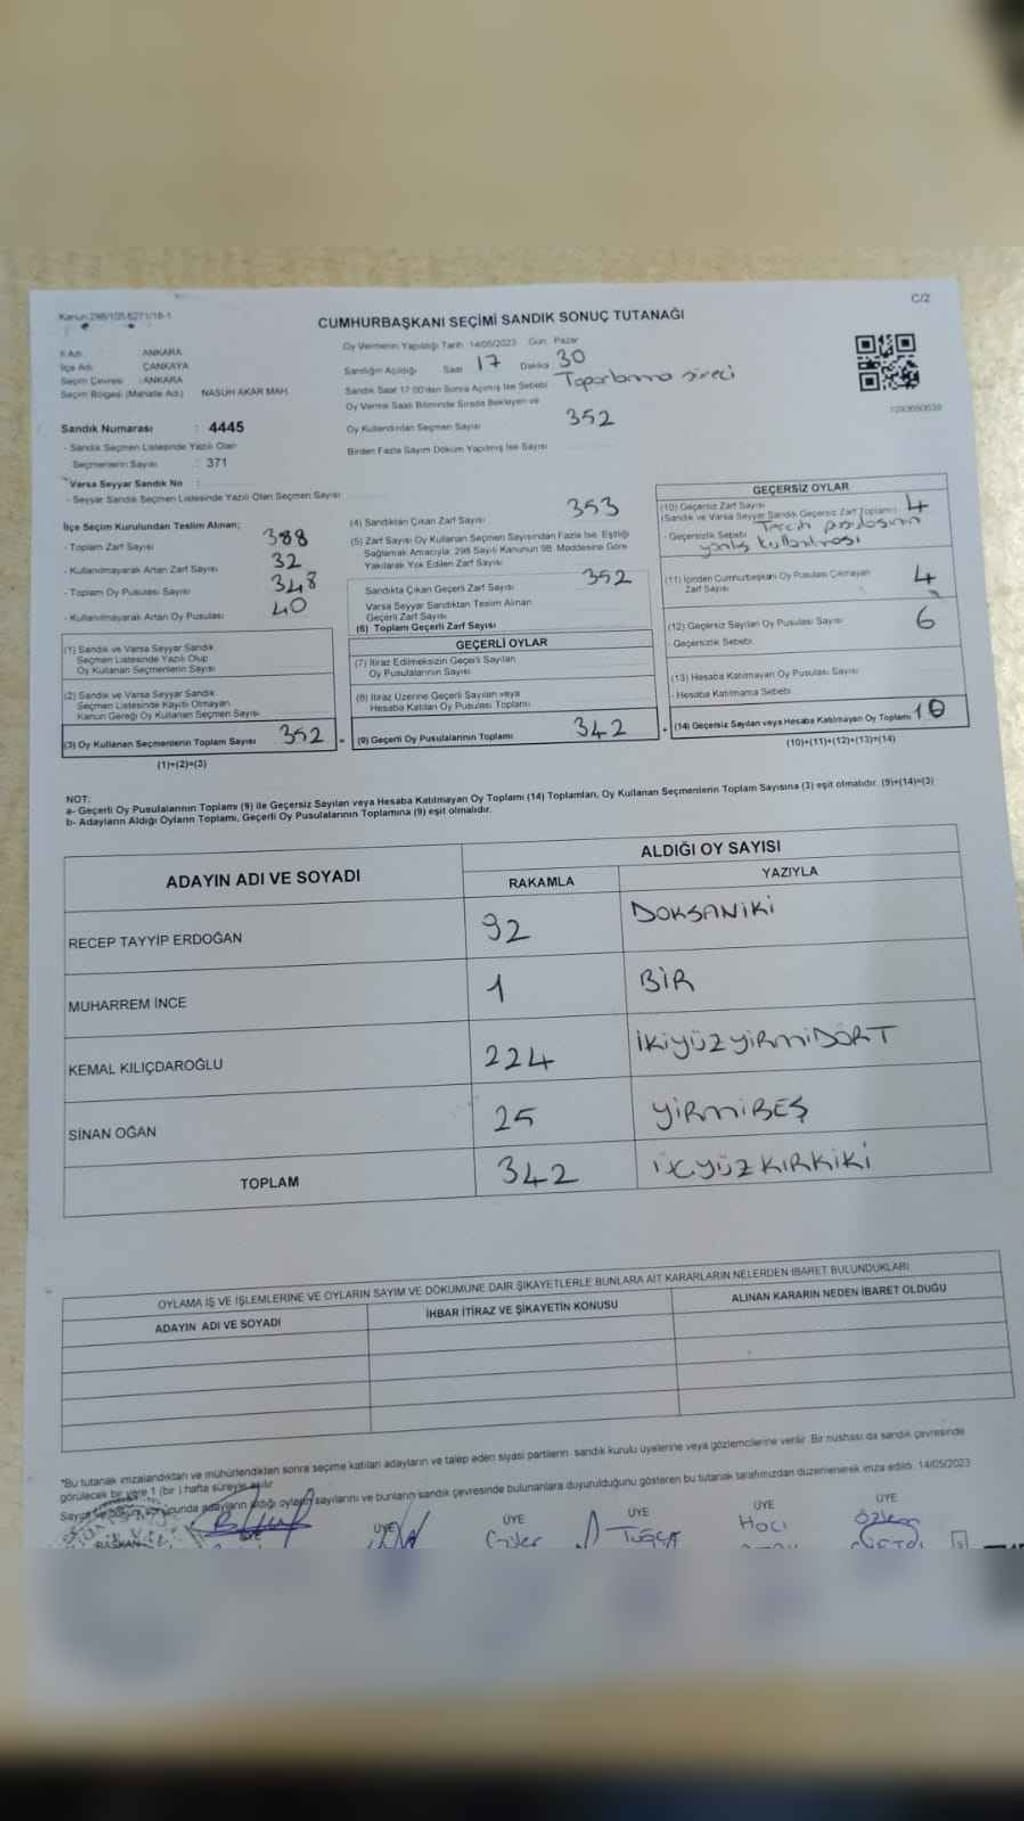 Kanun:298/105,6271/18-1
C/2
CUMHURBAŞKANI SEÇİMİ SANDIK SONUÇ TUTANAĞI
İl Adı : ANKARA
İlçe Adı : ÇANKAYA
Seçim Çevresi : ANKARA
Seçim Bölgesi (Mahalle Adı) : NASUH AKAR MAH.
Oy Vermenin Yapıldığı Tarih: 14/05/2023 Gün: Pazar
Sandığın Açıldığı Saat 17 Dakika 30
Sandık Saat 17.00'den Sonra Açılmış İse Sebebi Toparlanma süreci
Oy Verme Saati Bitiminde Sırada Bekleyen ve
Oy Kullandırılan Seçmen Sayısı 352
Birden Fazla Sayım Döküm Yapılmış İse Sayısı
Sandık Numarası : 4445
- Sandık Seçmen Listesinde Yazılı Olan
Seçmenlerin Sayısı : 371
Varsa Seyyar Sandık No :
- Seyyar Sandık Seçmen Listesinde Yazılı Olan Seçmen Sayısı
İlçe Seçim Kurulundan Teslim Alınan;
- Toplam Zarf Sayısı 388
- Kullanılmayarak Artan Zarf Sayısı 32
- Toplam Oy Pusulası Sayısı 348
- Kullanılmayarak Artan Oy Pusulası 40
(1) Sandık ve Varsa Seyyar Sandık
Seçmen Listesinde Yazılı Olup
Oy Kullanan Seçmenlerin Sayısı
(2) Sandık ve Varsa Seyyar Sandık
Seçmen Listesinde Kayıtlı Olmayan
Kanun Gereği Oy Kullanan Seçmen Sayısı
(3) Oy Kullanan Seçmenlerin Toplam Sayısı 352
(1)+(2)=(3)
(4) Sandıktan Çıkan Zarf Sayısı 353
(5) Zarf Sayısı Oy Kullanan Seçmen Sayısından Fazla İse, Eşitliği
Sağlamak Amacıyla, 298 Sayılı Kanunun 98. Maddesine Göre
Yakılarak Yok Edilen Zarf Sayısı
Sandıkta Çıkan Geçerli Zarf Sayısı 352
Varsa Seyyar Sandıktan Teslim Alınan
Geçerli Zarf Sayısı
(6) Toplam Geçerli Zarf Sayısı
GEÇERLİ OYLAR
(7) İtiraz Edilmeksizin Geçerli Sayılan
Oy Pusulalarının Sayısı
(8) İtiraz Üzerine Geçerli Sayılan veya
Hesaba Katılan Oy Pusulası Toplamı
= (9) Geçerli Oy Pusulalarının Toplamı 342
GEÇERSİZ OYLAR
(10) Geçersiz Zarf Sayısı 4
(Sandık ve Varsa Seyyar Sandık Geçersiz Zarf Toplamı)
- Geçersizlik Sebebi Tercih pusulasının
yanlış kullanılması
(11) İçinden Cumhurbaşkanı Oy Pusulası Çıkmayan 4
Zarf Sayısı
(12) Geçersiz Sayılan Oy Pusulası Sayısı 6
- Geçersizlik Sebebi
(13) Hesaba Katılmayan Oy Pusulası Sayısı
- Hesaba Katılmama Sebebi
+ (14) Geçersiz Sayılan veya Hesaba Katılmayan Oy Toplamı 10
(10)+(11)+(12)+(13)=(14)
NOT:
a- Geçerli Oy Pusulalarının Toplamı (9) ile Geçersiz Sayılan veya Hesaba Katılmayan Oy Toplamı (14) Toplamları, Oy Kullanan Seçmenlerin Toplam Sayısına (3) eşit olmalıdır. (9)+(14)=(3)
b- Adayların Aldığı Oyların Toplamı, Geçerli Oy Pusulalarının Toplamına (9) eşit olmalıdır.
ADAYIN ADI VE SOYADI
ALDIĞI OY SAYISI
RAKAMLA YAZIYLA
RECEP TAYYİP ERDOĞAN 92 DOKSANİKİ
MUHARREM İNCE 1 BİR
KEMAL KILIÇDAROĞLU 224 İKİYÜZYİRMİDÖRT
SİNAN OĞAN 25 YİRMİBEŞ
TOPLAM 342 ÜÇYÜZKIRKİKİ
OYLAMA İŞ VE İŞLEMLERİNE VE OYLARIN SAYIM VE DÖKÜMÜNE DAİR ŞİKAYETLERLE BUNLARA AİT KARARLARIN NELERDEN İBARET BULUNDUKLARI
ADAYIN ADI VE SOYADI İHBAR İTİRAZ VE ŞİKAYETİN KONUSU ALINAN KARARIN NEDEN İBARET OLDUĞU
*Bu tutanak imzalandıktan ve mühürlendikten sonra seçime katılan adayların ve talep eden siyasi partilerin sandık kurulu üyelerine veya gözlemcilerine verilir. Bir nüshası da sandık çevresinde
görülecek bir yere 1 (bir ) hafta süreyle asılır.
adayların aldığı oyların sayılarını ve bunların sandık çevresinde bulunanlara duyurulduğunu gösteren bu tutanak tarafımızdan düzenlenerek imza edildi. 14/05/2023
BAŞKAN ÜYE ÜYE ÜYE ÜYE ÜYE ÜYE
TUĞÇA Hacı Özkan